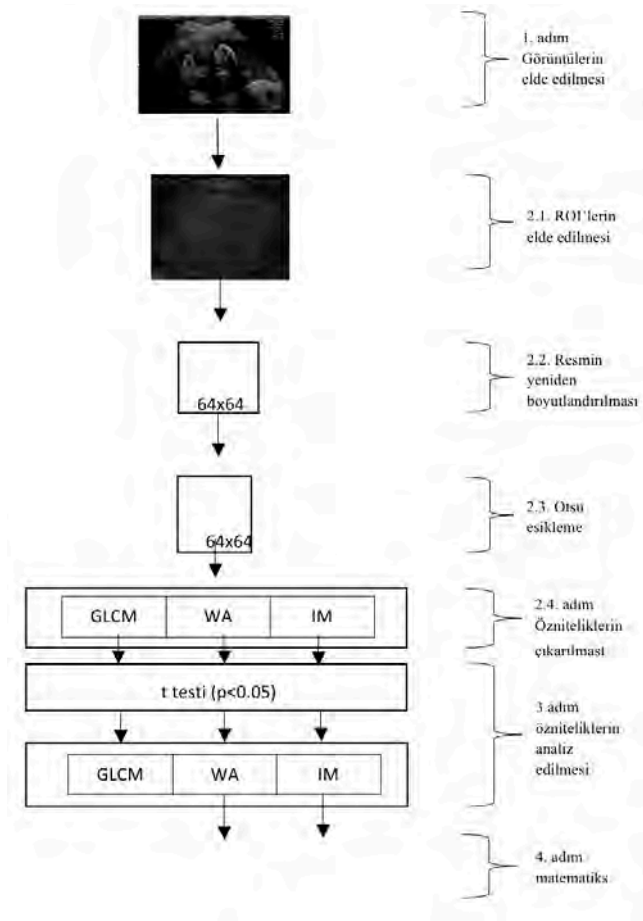 1. adım
Görüntülerin
elde edilmesi
2.1. ROI'lerin
elde edilmesi
2.2. Resmin
yeniden
boyutlandırılması
64x64
2.3. Otsu
esikleme
64x64
2.4. adım
Özniteliklerin
çıkarılması
GLCM WA IM
t testi (p<0.05)
3 adım
özniteliklerin
analiz
edilmesi
GLCM WA IM
4. adım
matematiks